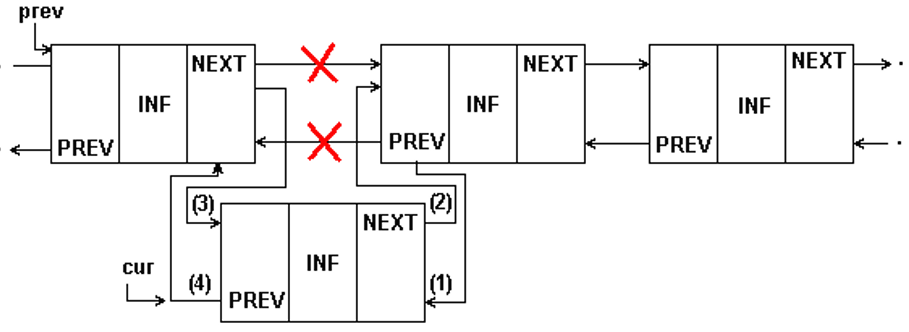 prev
NEXT
INF
PREV
NEXT
INF
PREV
NEXT
INF
PREV
(3)
(2)
NEXT
INF
cur
(4)
(1)
PREV